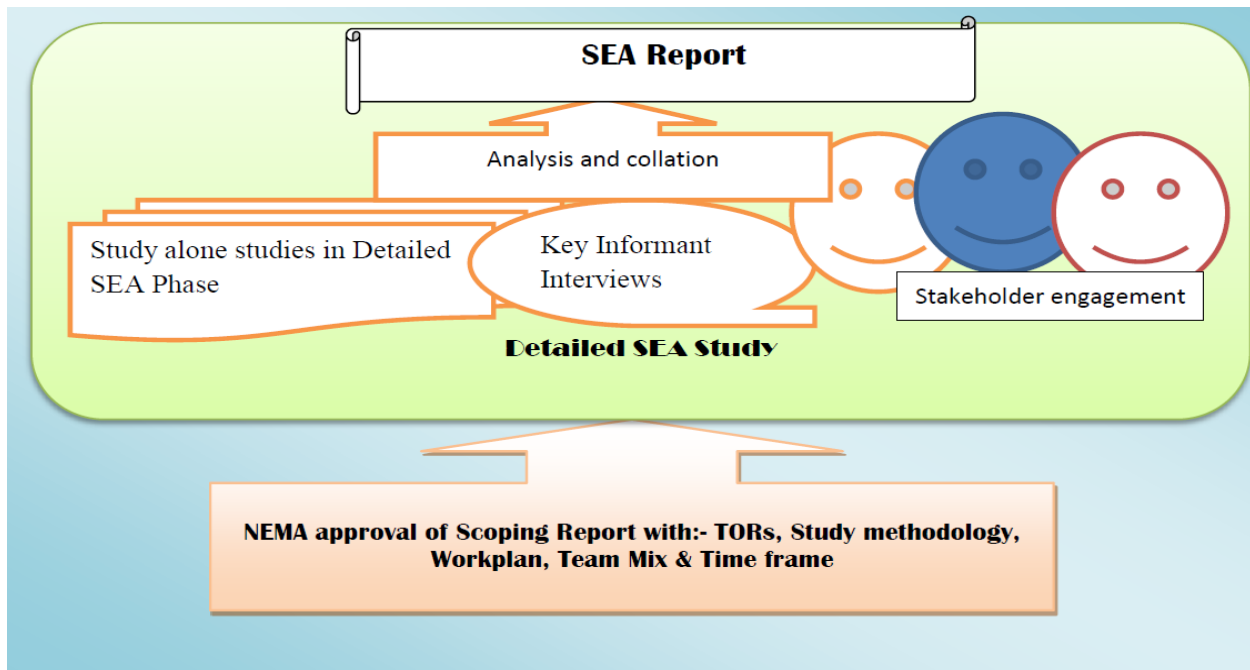 SEA Report
Analysis and collation
Study alone studies in Detailed
SEA Phase
Key Informant
Interviews
Stakeholder engagement
Detailed SEA Study
NEMA approval of Scoping Report with:- TORs, Study methodology,
Workplan, Team Mix & Time frame